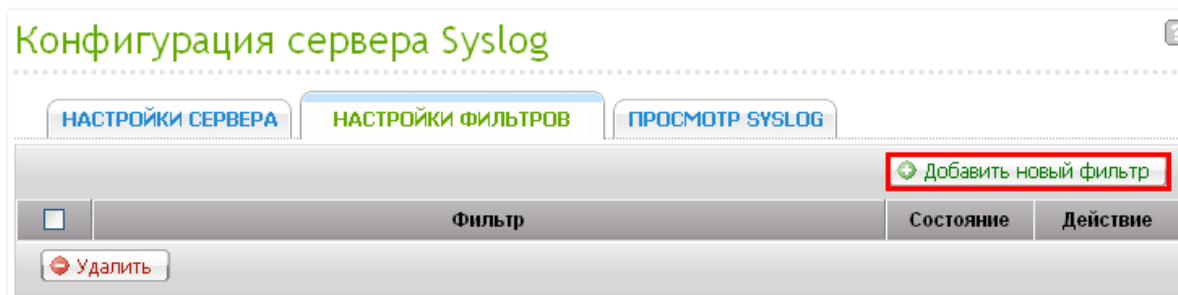 Конфигурация сервера Syslog
НАСТРОЙКИ СЕРВЕРА НАСТРОЙКИ ФИЛЬТРОВ ПРОСМОТР SYSLOG
Добавить новый фильтр
Фильтр Состояние Действие
Удалить